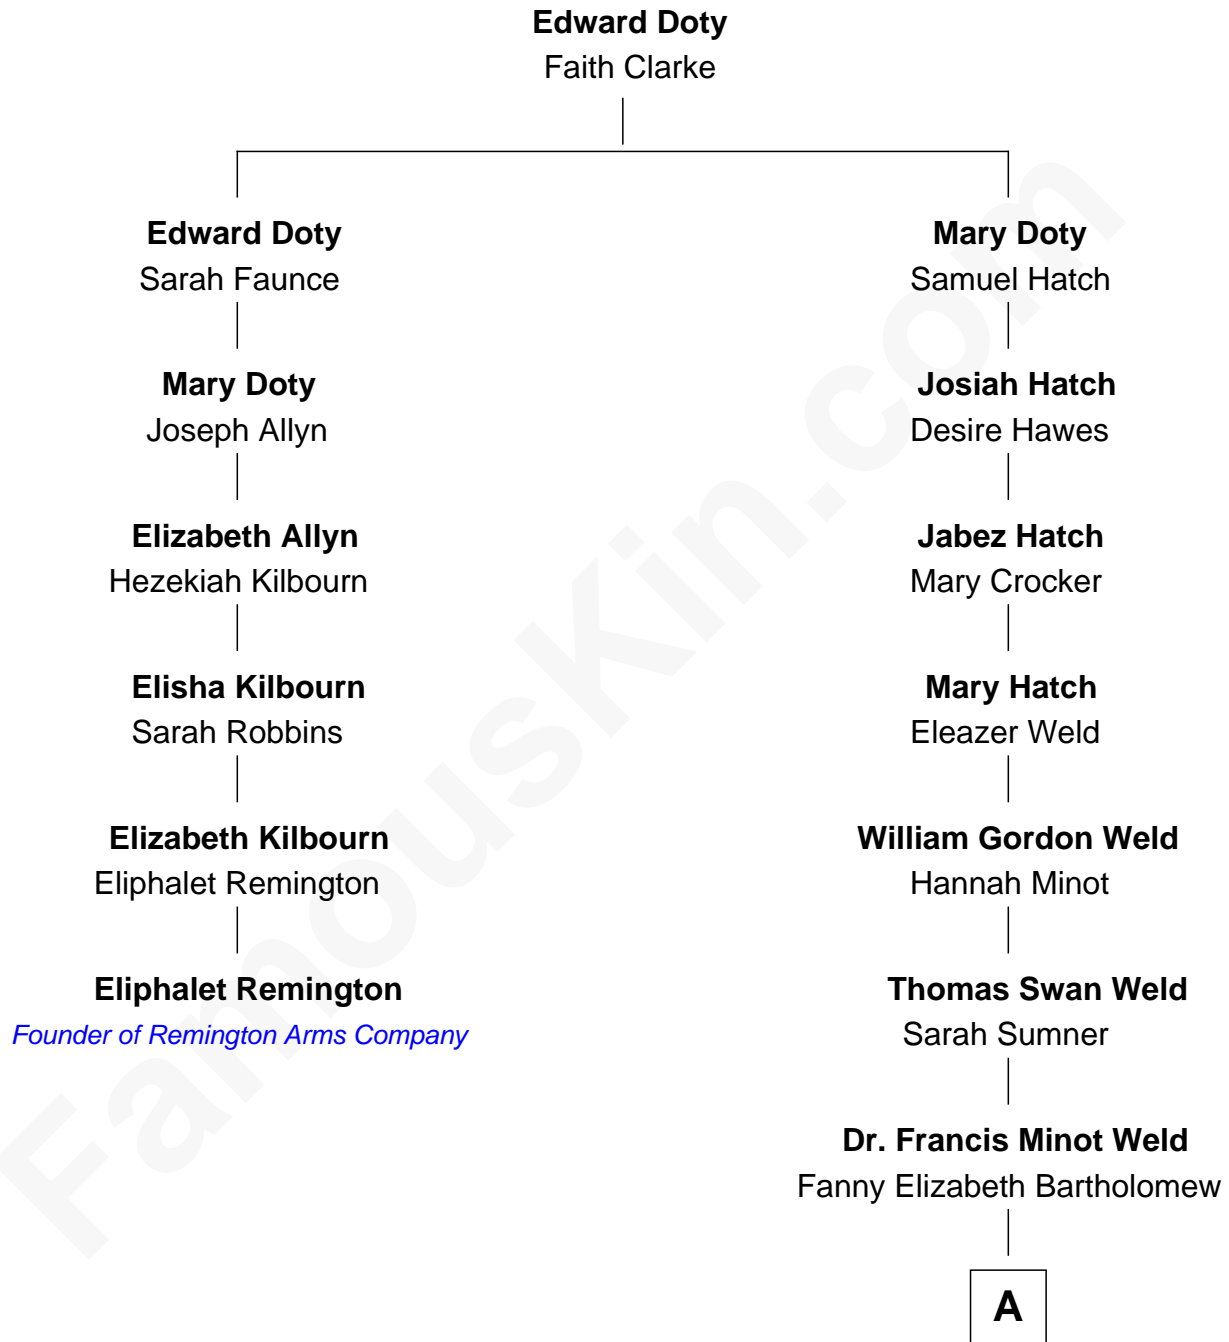 Edward Doty
Faith Clarke
Edward Doty
Sarah Faunce
Mary Doty
Joseph Allyn
Elizabeth Allyn
Hezekiah Kilbourn
Elisha Kilbourn
Sarah Robbins
Elizabeth Kilbourn
Eliphalet Remington
Eliphalet Remington
Founder of Remington Arms Company
Mary Doty
Samuel Hatch
Josiah Hatch
Desire Hawes
Jabez Hatch
Mary Crocker
Mary Hatch
Eleazer Weld
William Gordon Weld
Hannah Minot
Thomas Swan Weld
Sarah Sumner
Dr. Francis Minot Weld
Fanny Elizabeth Bartholomew
A
FamousKin.com